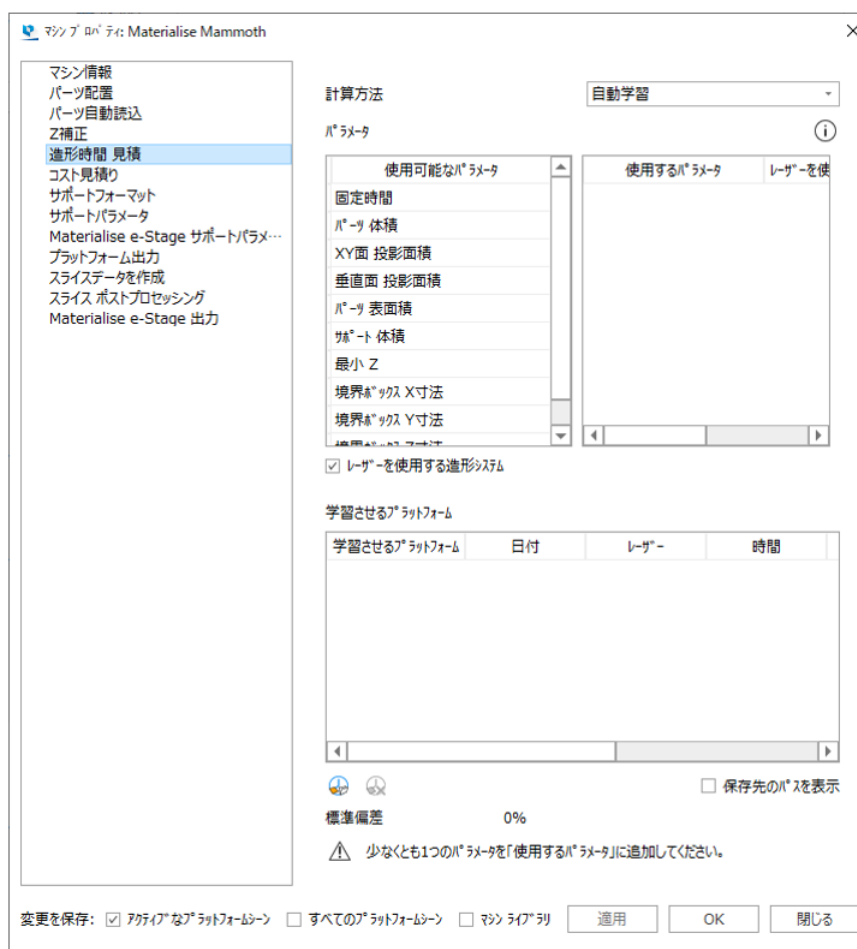 マシン プロパティ: Materialise Mammoth
マシン情報
パーツ配置
パーツ自動読込
Z補正
造形時間 見積
コスト見積り
サポートフォーマット
サポートパラメータ
Materialise e-Stage サポートパラメ…
プラットフォーム出力
スライスデータを作成
スライス ポストプロセッシング
Materialise e-Stage 出力
計算方法
自動学習
パラメータ
使用可能なパラメータ
使用するパラメータ
レーザーを使
固定時間
パーツ 体積
XY面 投影面積
垂直面 投影面積
パーツ 表面積
サポート 体積
最小 Z
境界ボックス X寸法
境界ボックス Y寸法
境界ボックス Z寸法
レーザーを使用する造形システム
学習させるプラットフォーム
学習させるプラットフォーム 日付 レーザー 時間
保存先のパスを表示
標準偏差 0%
少なくとも1つのパラメータを「使用するパラメータ」に追加してください。
変更を保存: アクティブなプラットフォームシーン すべてのプラットフォームシーン マシン ライブラリ 適用 OK 閉じる